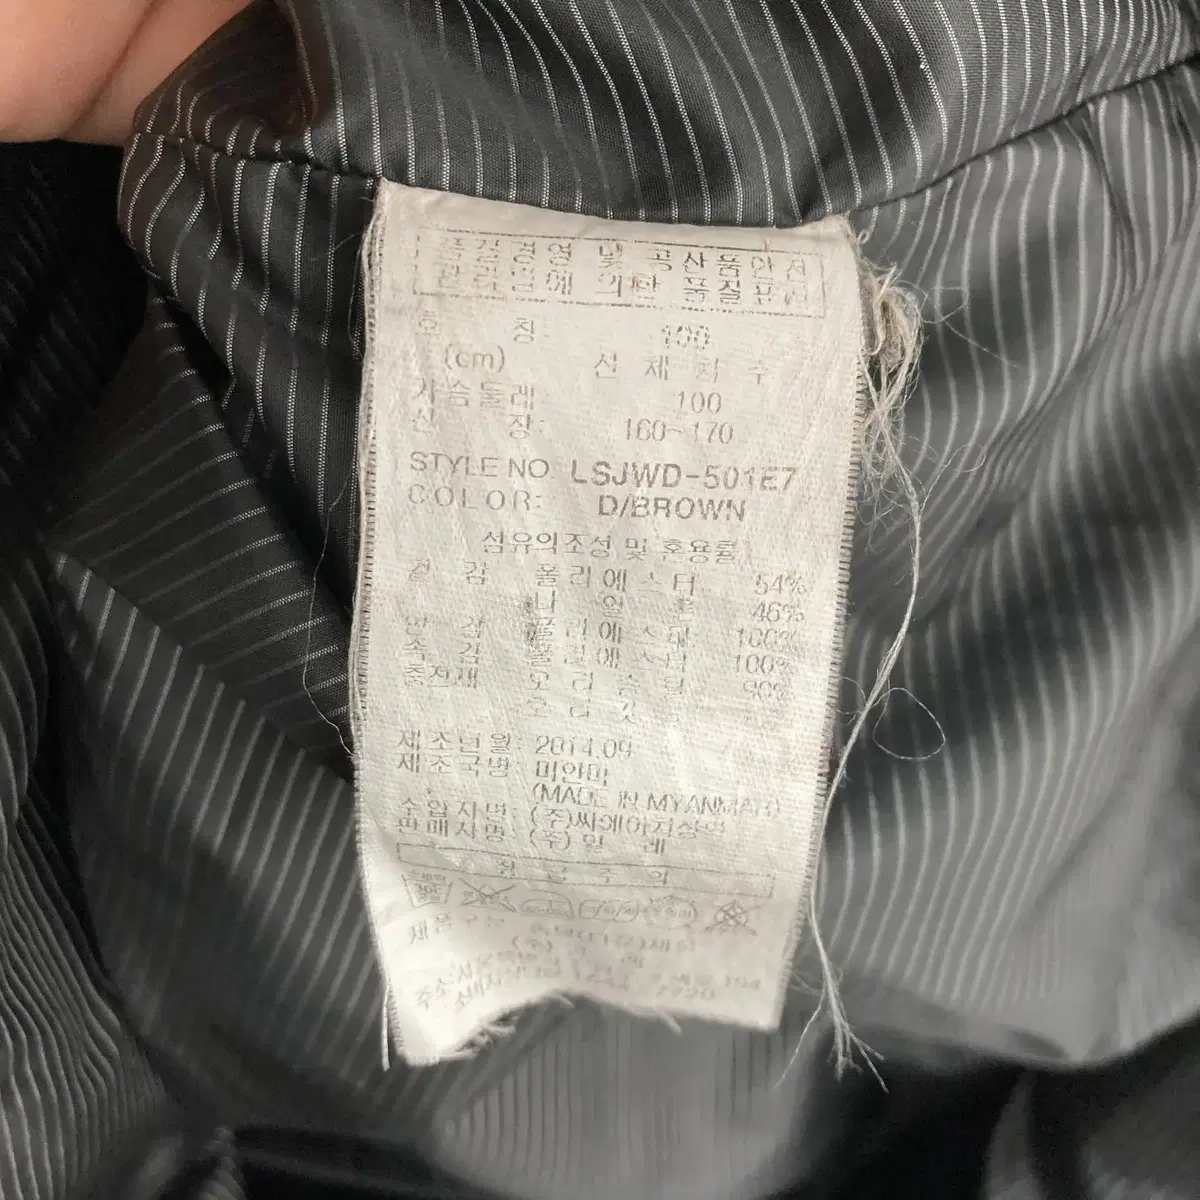 품질경영 및 공산품안전
관리법에 의한 품질표시
호 칭: 100
(cm) 신 체 치 수
가슴둘레 100
신 장: 160~170
STYLE NO. LSJWD-501E7
COLOR: D/BROWN
섬유의조성 및 혼용률
겉 감 폴리에스터 54%
나 일 론 46%
안 감 폴리에스터 100%
폴리에스터 100%
충전재 오 리 솜 털 90%
오 리 깃
제조년월: 2014.09
제조국명: 미얀마
(MADE IN MYANMAR)
수입자명: (주)씨에이치상역
판매자명: (주) 밀 레
취 급 주 의